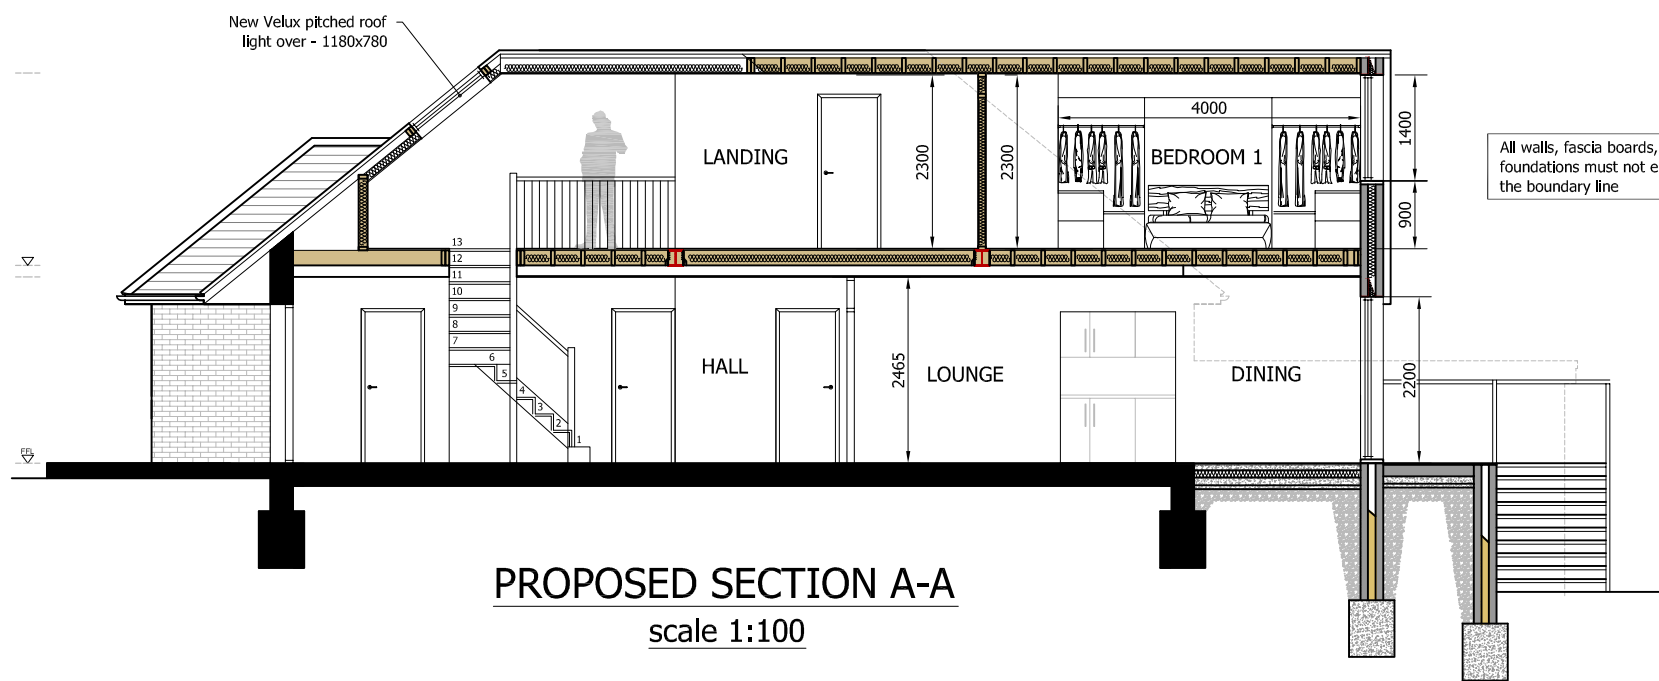 New Velux pitched roof
light over - 1180x780
4000
1400
All walls, fascia boards,
foundations must not e
the boundary line
LANDING
2300
2300
BEDROOM 1
900
13
12
11
10
9
8
7
6
5
4
3
2
1
HALL
2465
LOUNGE
DINING
2200
FFL
PROPOSED SECTION A-A
scale 1:100